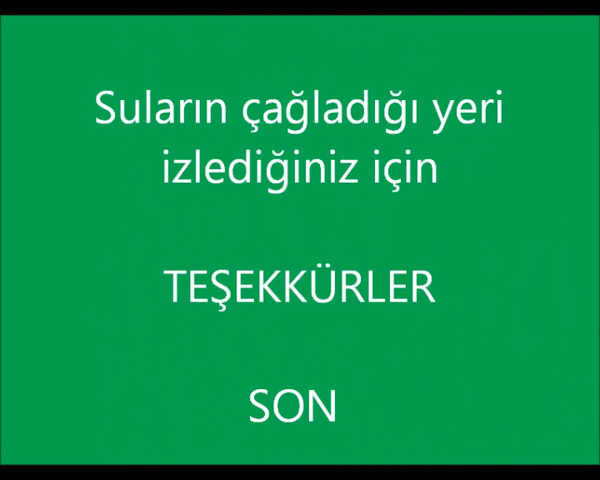 Suların çağladığı yeri
izlediğiniz için
TEŞEKKÜRLER
SON